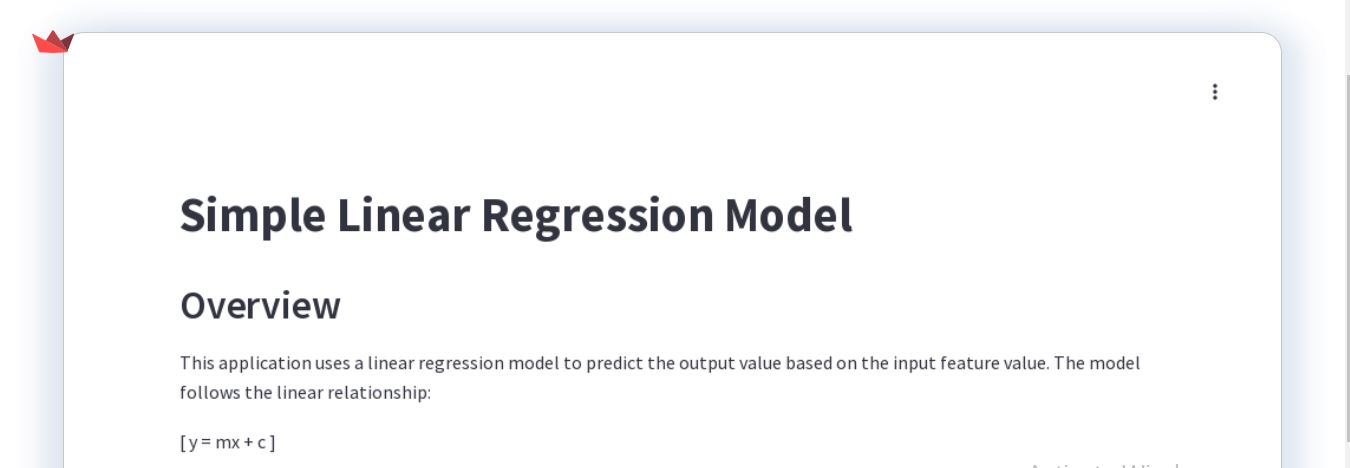 Simple Linear Regression Model
Overview
This application uses a linear regression model to predict the output value based on the input feature value. The model
follows the linear relationship:
[ y = mx + c ]